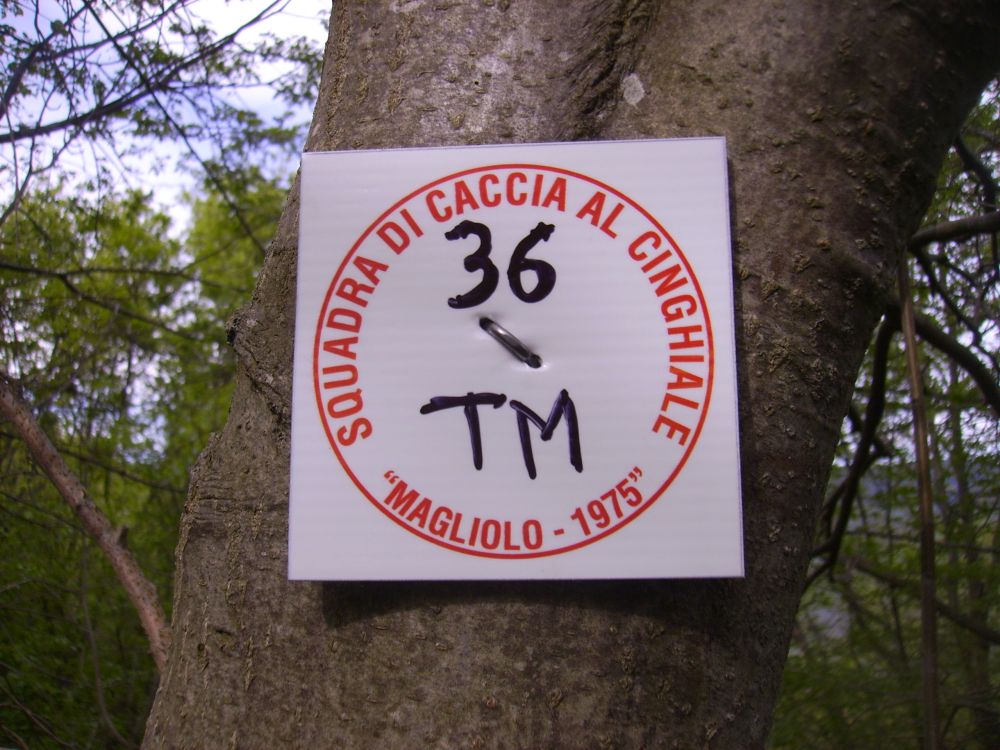 SQUADRA DI CACCIA AL CINGHIALE
36
TM
“MAGLIOLO - 1975”